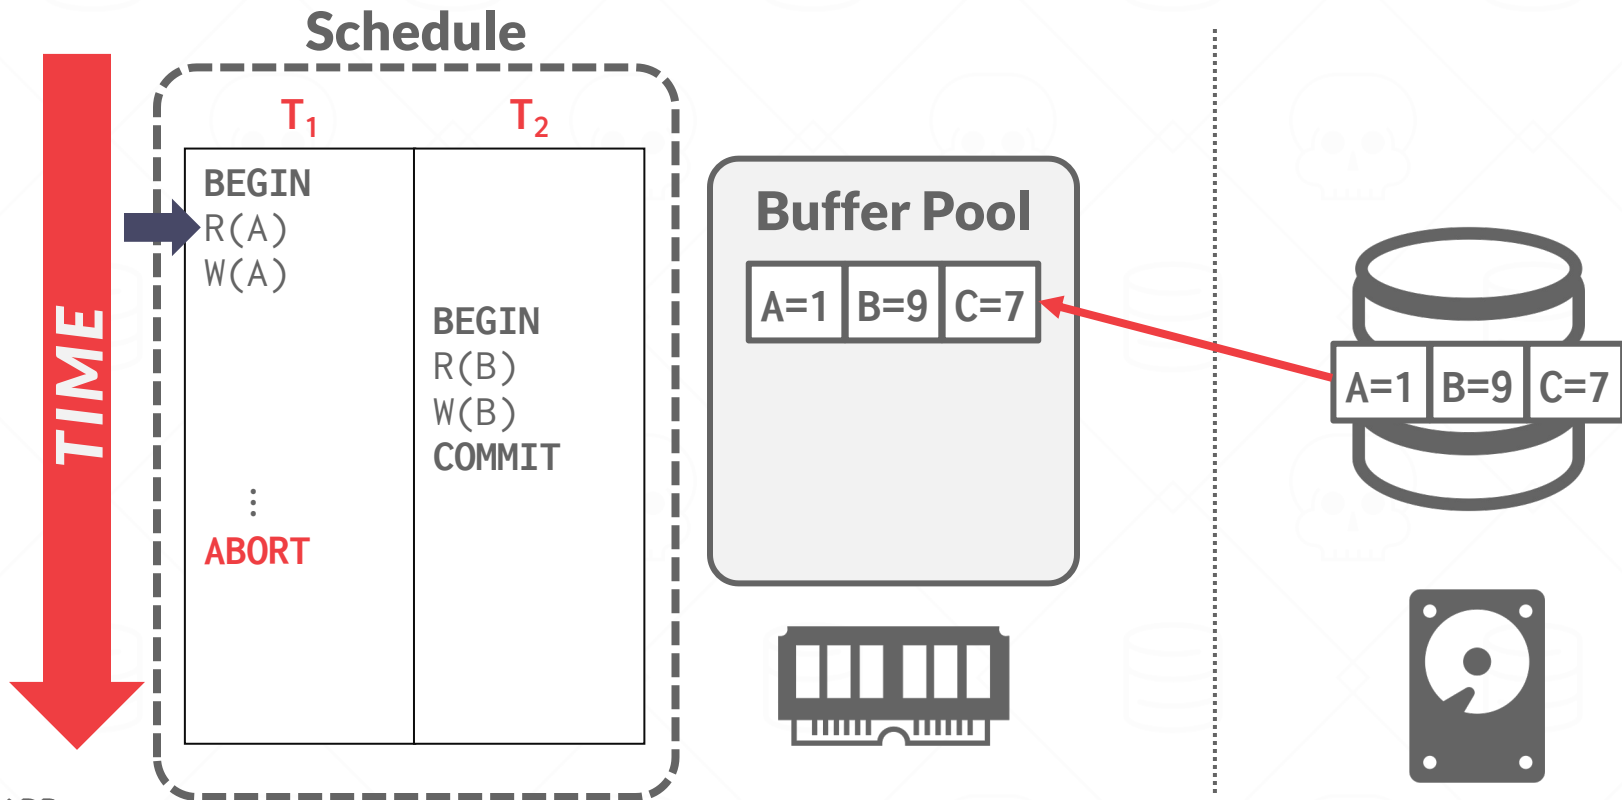 Schedule
TIME
T1
T2
BEGIN
R(A)
W(A)
BEGIN
R(B)
W(B)
COMMIT
⋮
ABORT
Buffer Pool
A=1 B=9 C=7
A=1 B=9 C=7